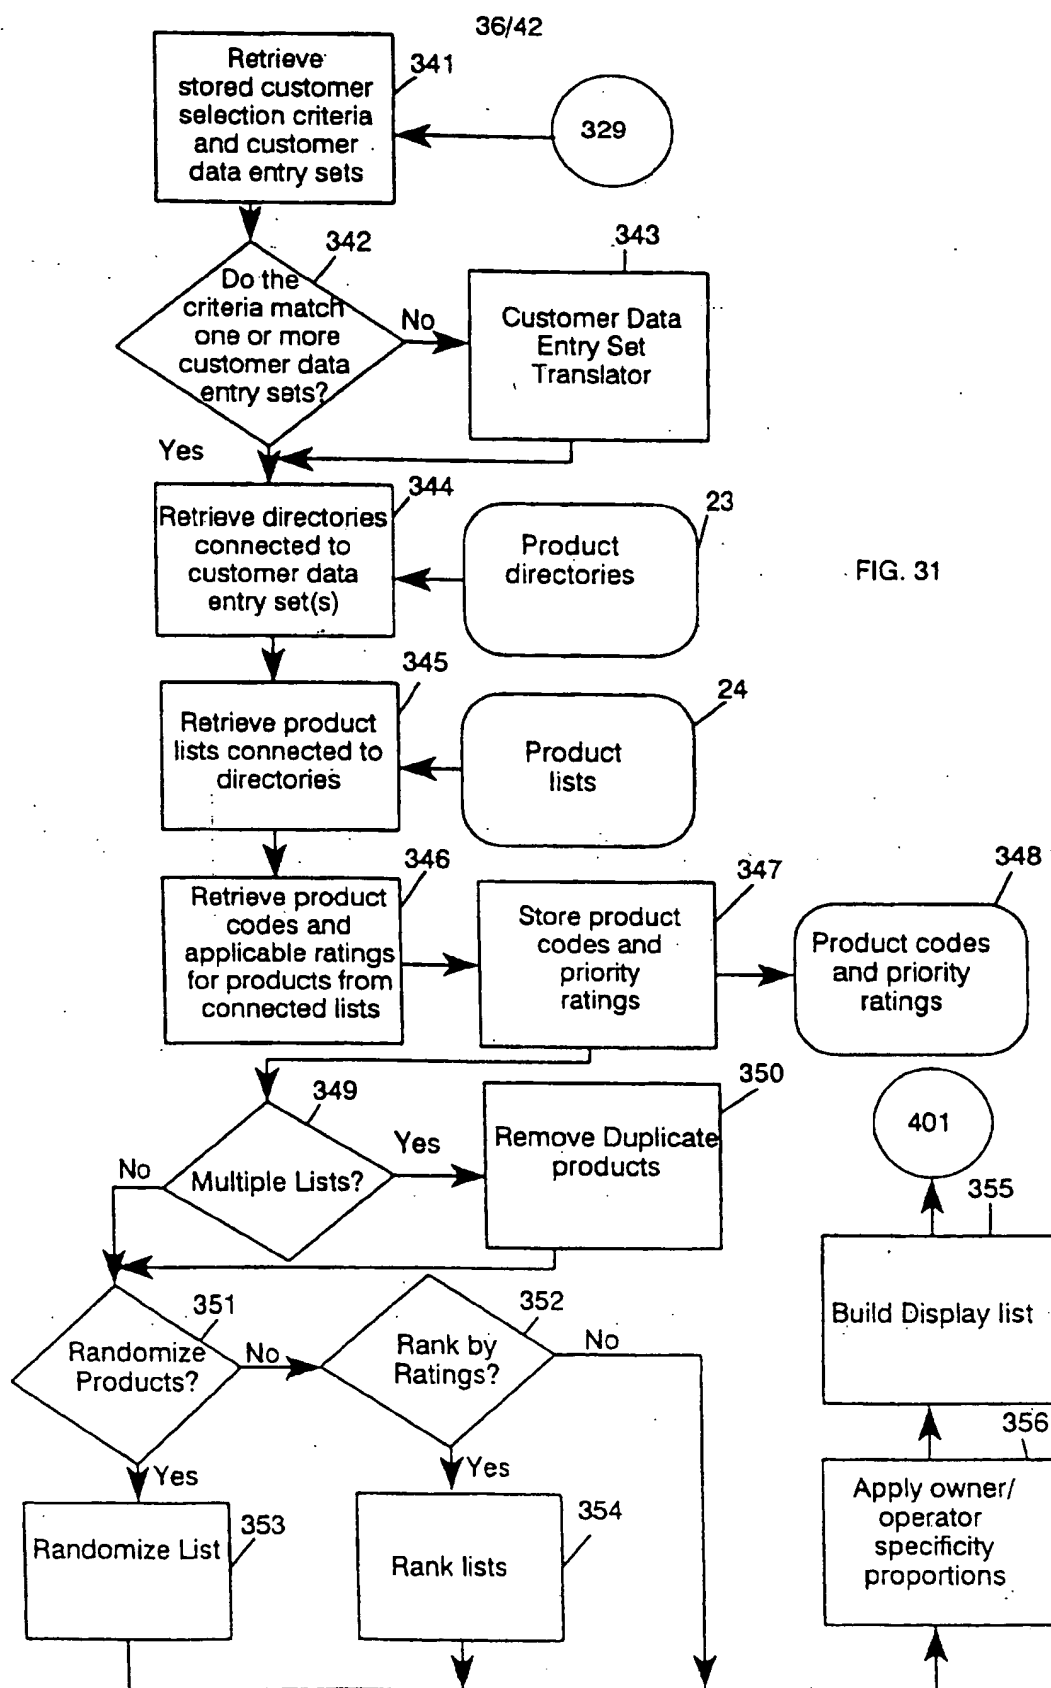 36/42
Retrieve
stored customer
selection criteria
and customer
data entry sets
341
329
342
Do the
criteria match
one or more
customer data
entry sets?
No
343
Customer Data
Entry Set
Translator
Yes
344
Retrieve directories
connected to
customer data
entry set(s)
23
Product
directories
FIG. 31
345
Retrieve product
lists connected to
directories
24
Product
lists
346
Retrieve product
codes and
applicable ratings
for products from
connected lists
347
Store product
codes and
priority
ratings
348
Product codes
and priority
ratings
349
Multiple Lists?
Yes
No
350
Remove Duplicate
products
401
355
Build Display list
351
Randomize
Products?
No
352
Rank by
Ratings?
No
356
Apply owner/
operator
specificity
proportions
Yes
353
Randomize List
Yes
354
Rank lists